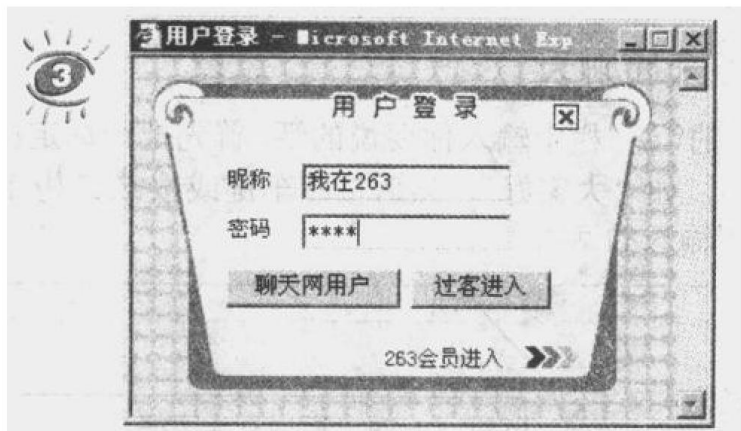 3
用户登录 - Microsoft Internet Exp
用户登录
昵称 我在263
密码 ****
聊天网用户 过客进入
263会员进入